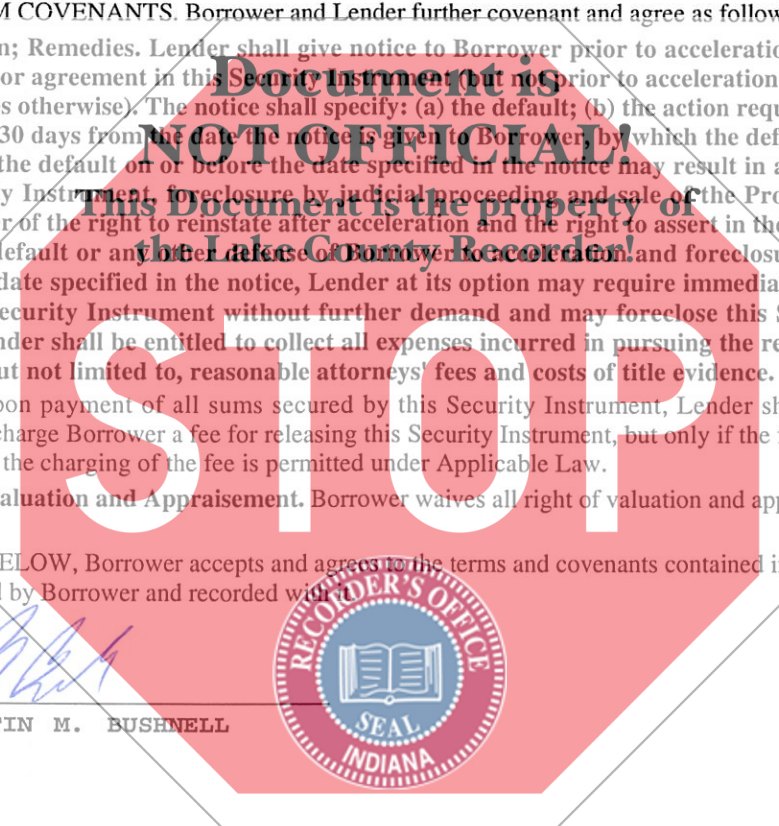 M COVENANTS. Borrower and Lender further covenant and agree as follow
n; Remedies. Lender shall give notice to Borrower prior to acceleratio
or agreement in this Security Instrument (but not prior to acceleration
s otherwise). The notice shall specify: (a) the default; (b) the action requ
30 days from the date the notice is given to Borrower, by which the def
the default on or before the date specified in the notice may result in a
y Instrument, foreclosure by judicial proceeding and sale of the Pro
er of the right to reinstate after acceleration and the right to assert in the
default or any other defense of Borrower to acceleration and foreclosu
date specified in the notice, Lender at its option may require immedia
ecurity Instrument without further demand and may foreclose this S
nder shall be entitled to collect all expenses incurred in pursuing the re
ut not limited to, reasonable attorneys' fees and costs of title evidence.
pon payment of all sums secured by this Security Instrument, Lender sh
charge Borrower a fee for releasing this Security Instrument, but only if the
the charging of the fee is permitted under Applicable Law.
aluation and Appraisement. Borrower waives all right of valuation and app
ELOW, Borrower accepts and agrees to the terms and covenants contained i
d by Borrower and recorded with it.
TIN M. BUSHNELL
Document is
NOT OFFICIAL!
This Document is the property of
the Lake County Recorder!
STOP
RECORDER'S OFFICE
SEAL
INDIANA